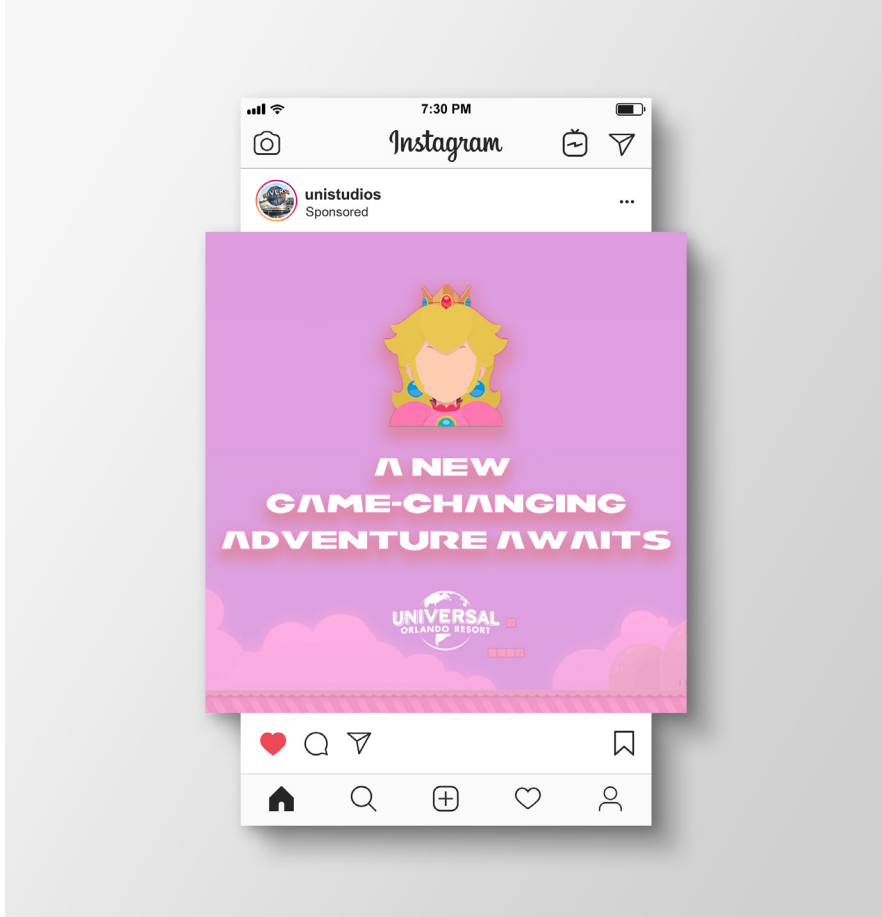 7:30 PM
Instagram
unistudios
Sponsored
A NEW
GAME-CHANGING
ADVENTURE AWAITS
UNIVERSAL
ORLANDO RESORT